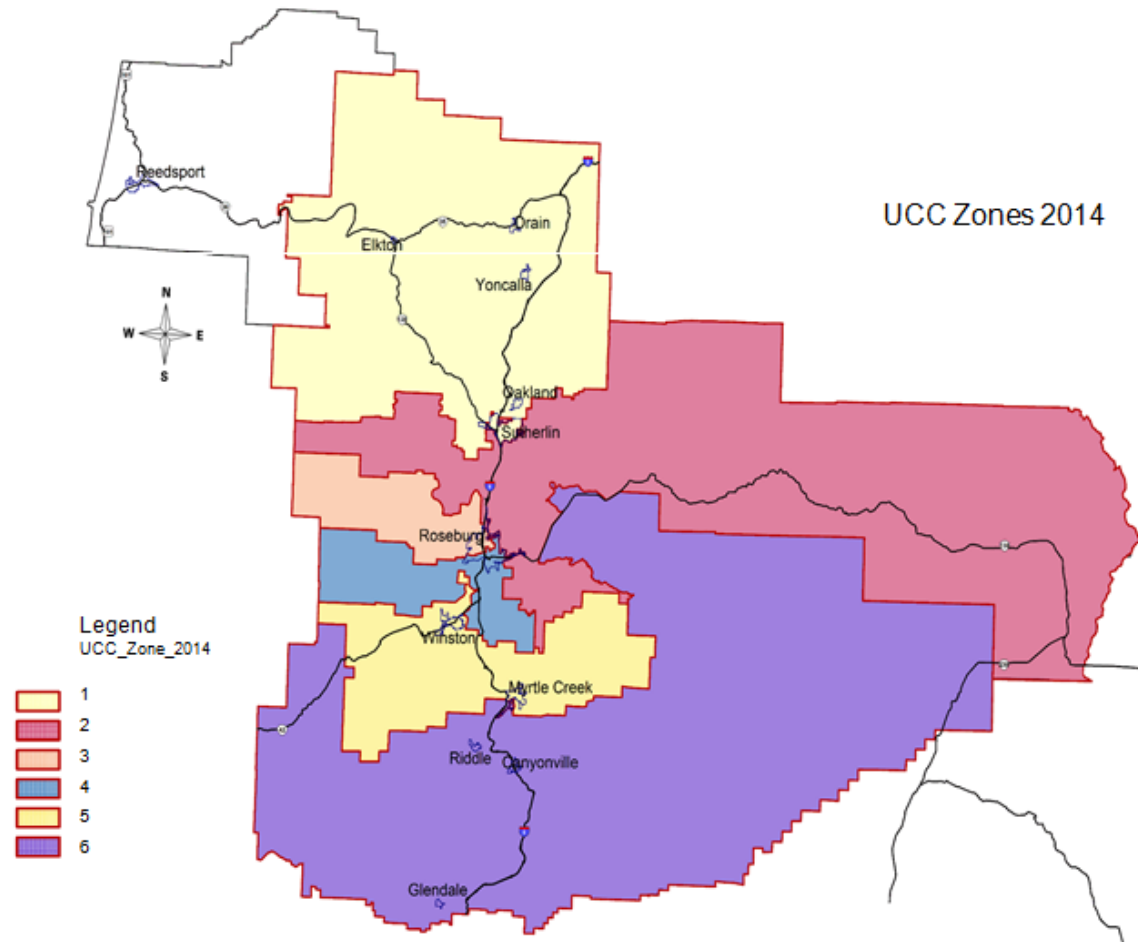 Reedsport
UCC Zones 2014
Drain
Elkton
Yoncalla
N
W
E
S
Oakland
Sutherlin
Roseburg
Legend
UCC_Zone_2014
Winston
1
2
3
4
5
6
Myrtle Creek
Riddle
Canyonville
42
Glendale